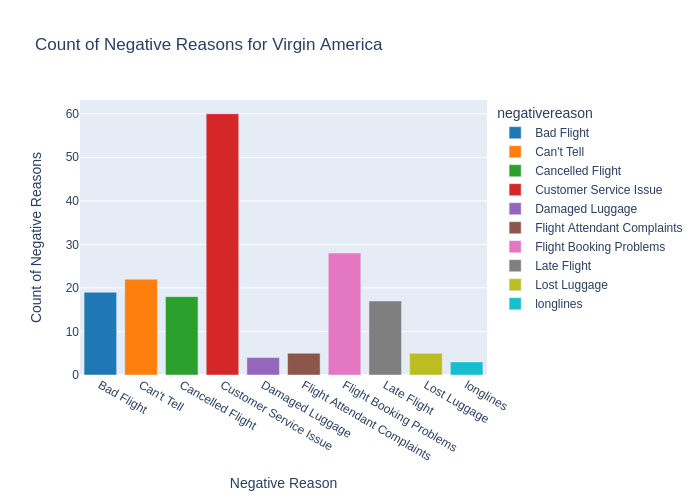 Count of Negative Reasons for Virgin America
Count of Negative Reasons
60
50
40
30
20
10
0
Bad Flight
Can't Tell
Cancelled Flight
Customer Service Issue
Damaged Luggage
Flight Attendant Complaints
Flight Booking Problems
Late Flight
Lost Luggage
longlines
Negative Reason
negativereason
Bad Flight
Can't Tell
Cancelled Flight
Customer Service Issue
Damaged Luggage
Flight Attendant Complaints
Flight Booking Problems
Late Flight
Lost Luggage
longlines